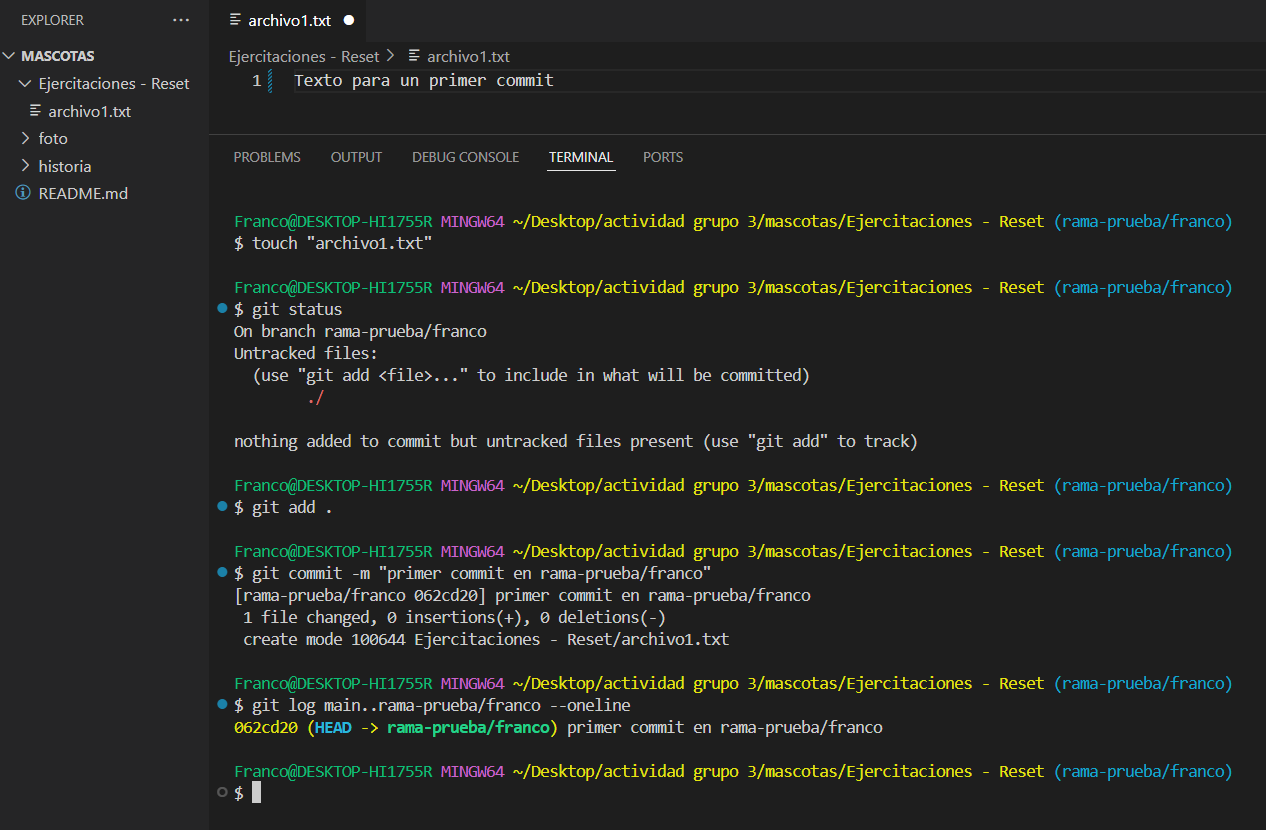 EXPLORER ···
MASCOTAS
Ejercitaciones - Reset
archivo1.txt
foto
historia
README.md
archivo1.txt
Ejercitaciones - Reset > archivo1.txt
1 Texto para un primer commit
PROBLEMS OUTPUT DEBUG CONSOLE TERMINAL PORTS
Franco@DESKTOP-HI1755R MINGW64 ~/Desktop/actividad grupo 3/mascotas/Ejercitaciones - Reset (rama-prueba/franco)
$ touch "archivo1.txt"
Franco@DESKTOP-HI1755R MINGW64 ~/Desktop/actividad grupo 3/mascotas/Ejercitaciones - Reset (rama-prueba/franco)
$ git status
On branch rama-prueba/franco
Untracked files:
(use "git add <file>..." to include in what will be committed)
./
nothing added to commit but untracked files present (use "git add" to track)
Franco@DESKTOP-HI1755R MINGW64 ~/Desktop/actividad grupo 3/mascotas/Ejercitaciones - Reset (rama-prueba/franco)
$ git add .
Franco@DESKTOP-HI1755R MINGW64 ~/Desktop/actividad grupo 3/mascotas/Ejercitaciones - Reset (rama-prueba/franco)
$ git commit -m "primer commit en rama-prueba/franco"
[rama-prueba/franco 062cd20] primer commit en rama-prueba/franco
1 file changed, 0 insertions(+), 0 deletions(-)
create mode 100644 Ejercitaciones - Reset/archivo1.txt
Franco@DESKTOP-HI1755R MINGW64 ~/Desktop/actividad grupo 3/mascotas/Ejercitaciones - Reset (rama-prueba/franco)
$ git log main..rama-prueba/franco --oneline
062cd20 (HEAD -> rama-prueba/franco) primer commit en rama-prueba/franco
Franco@DESKTOP-HI1755R MINGW64 ~/Desktop/actividad grupo 3/mascotas/Ejercitaciones - Reset (rama-prueba/franco)
$